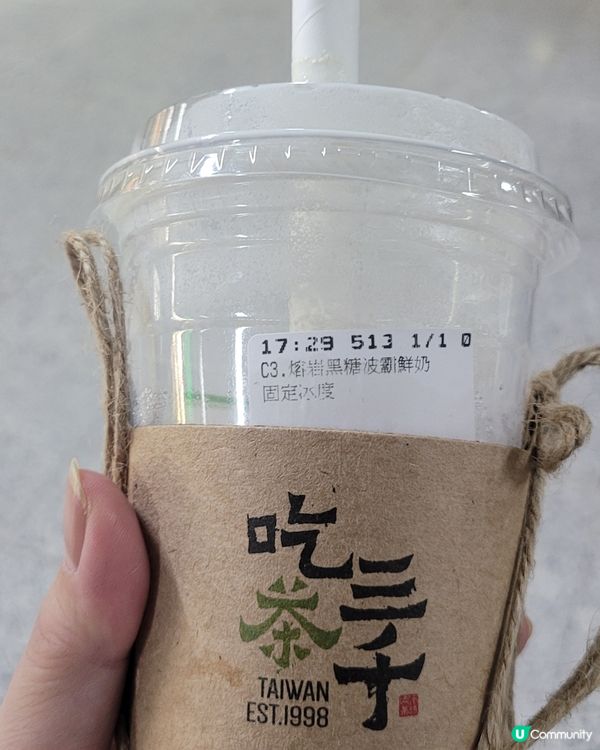 17:29 513 1/1 0
C3.熔岩黑糖波霸鮮奶
固定冰度
吃茶三千
TAIWAN
EST.1998
U Community